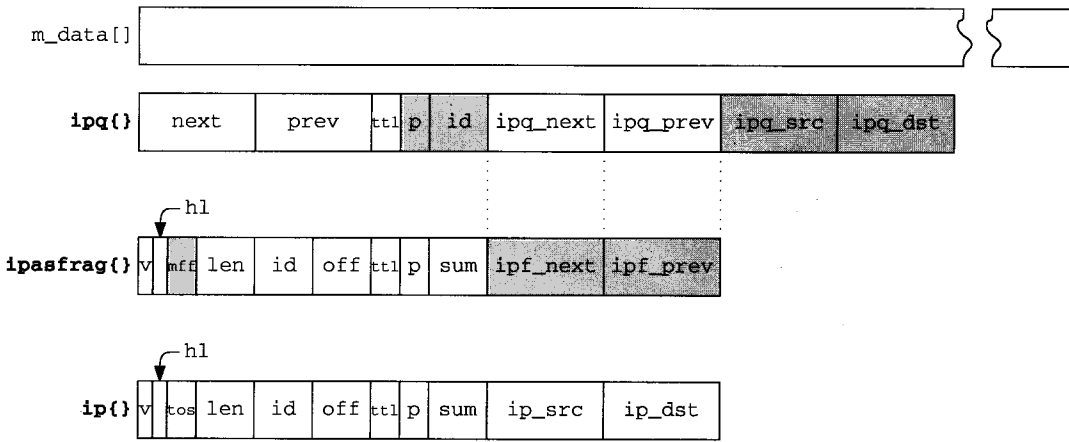 m_data[]
ipq{} next prev ttl p id ipq_next ipq_prev ipq_src ipq_dst
hl
ipasfrag{} v mff len id off ttl p sum ipf_next ipf_prev
hl
ip{} v tos len id off ttl p sum ip_src ip_dst